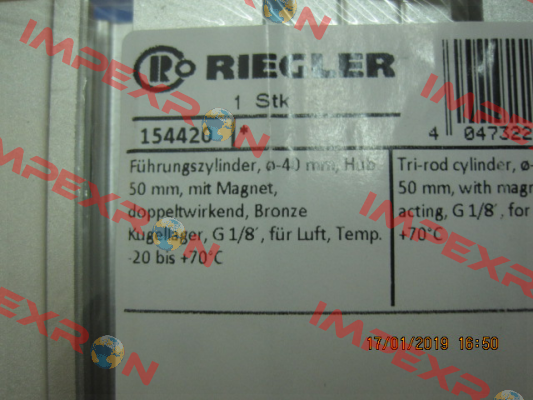 RIEGLER
1 Stk
154420 *
4 047322
Führungszylinder, ø-40 mm, Hub
50 mm, mit Magnet,
doppeltwirkend, Bronze
Kugellager, G 1/8´, für Luft, Temp.
-20 bis +70°C
Tri-rod cylinder, ø-
50 mm, with magn
acting, G 1/8´, for
+70°C
17/01/2019 16:50
IMPEXRON
IMPEXRON
IMPEXRON
IMPEXRON